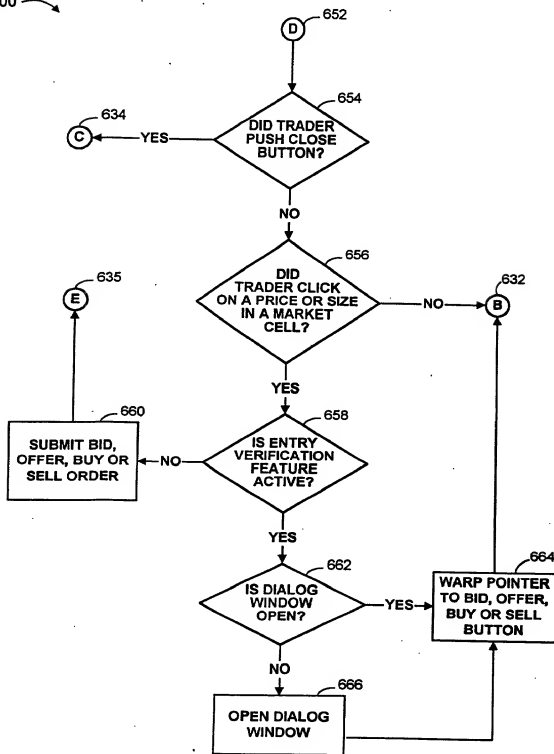 00
652
D
654
634
C
YES
DID TRADER
PUSH CLOSE
BUTTON?
NO
656
635
E
DID
TRADER CLICK
ON A PRICE OR SIZE
IN A MARKET
CELL?
NO
632
B
YES
660
658
SUBMIT BID,
OFFER, BUY OR
SELL ORDER
NO
IS ENTRY
VERIFICATION
FEATURE
ACTIVE?
YES
662
664
IS DIALOG
WINDOW
OPEN?
YES
WARP POINTER
TO BID, OFFER,
BUY OR SELL
BUTTON
NO
666
OPEN DIALOG
WINDOW